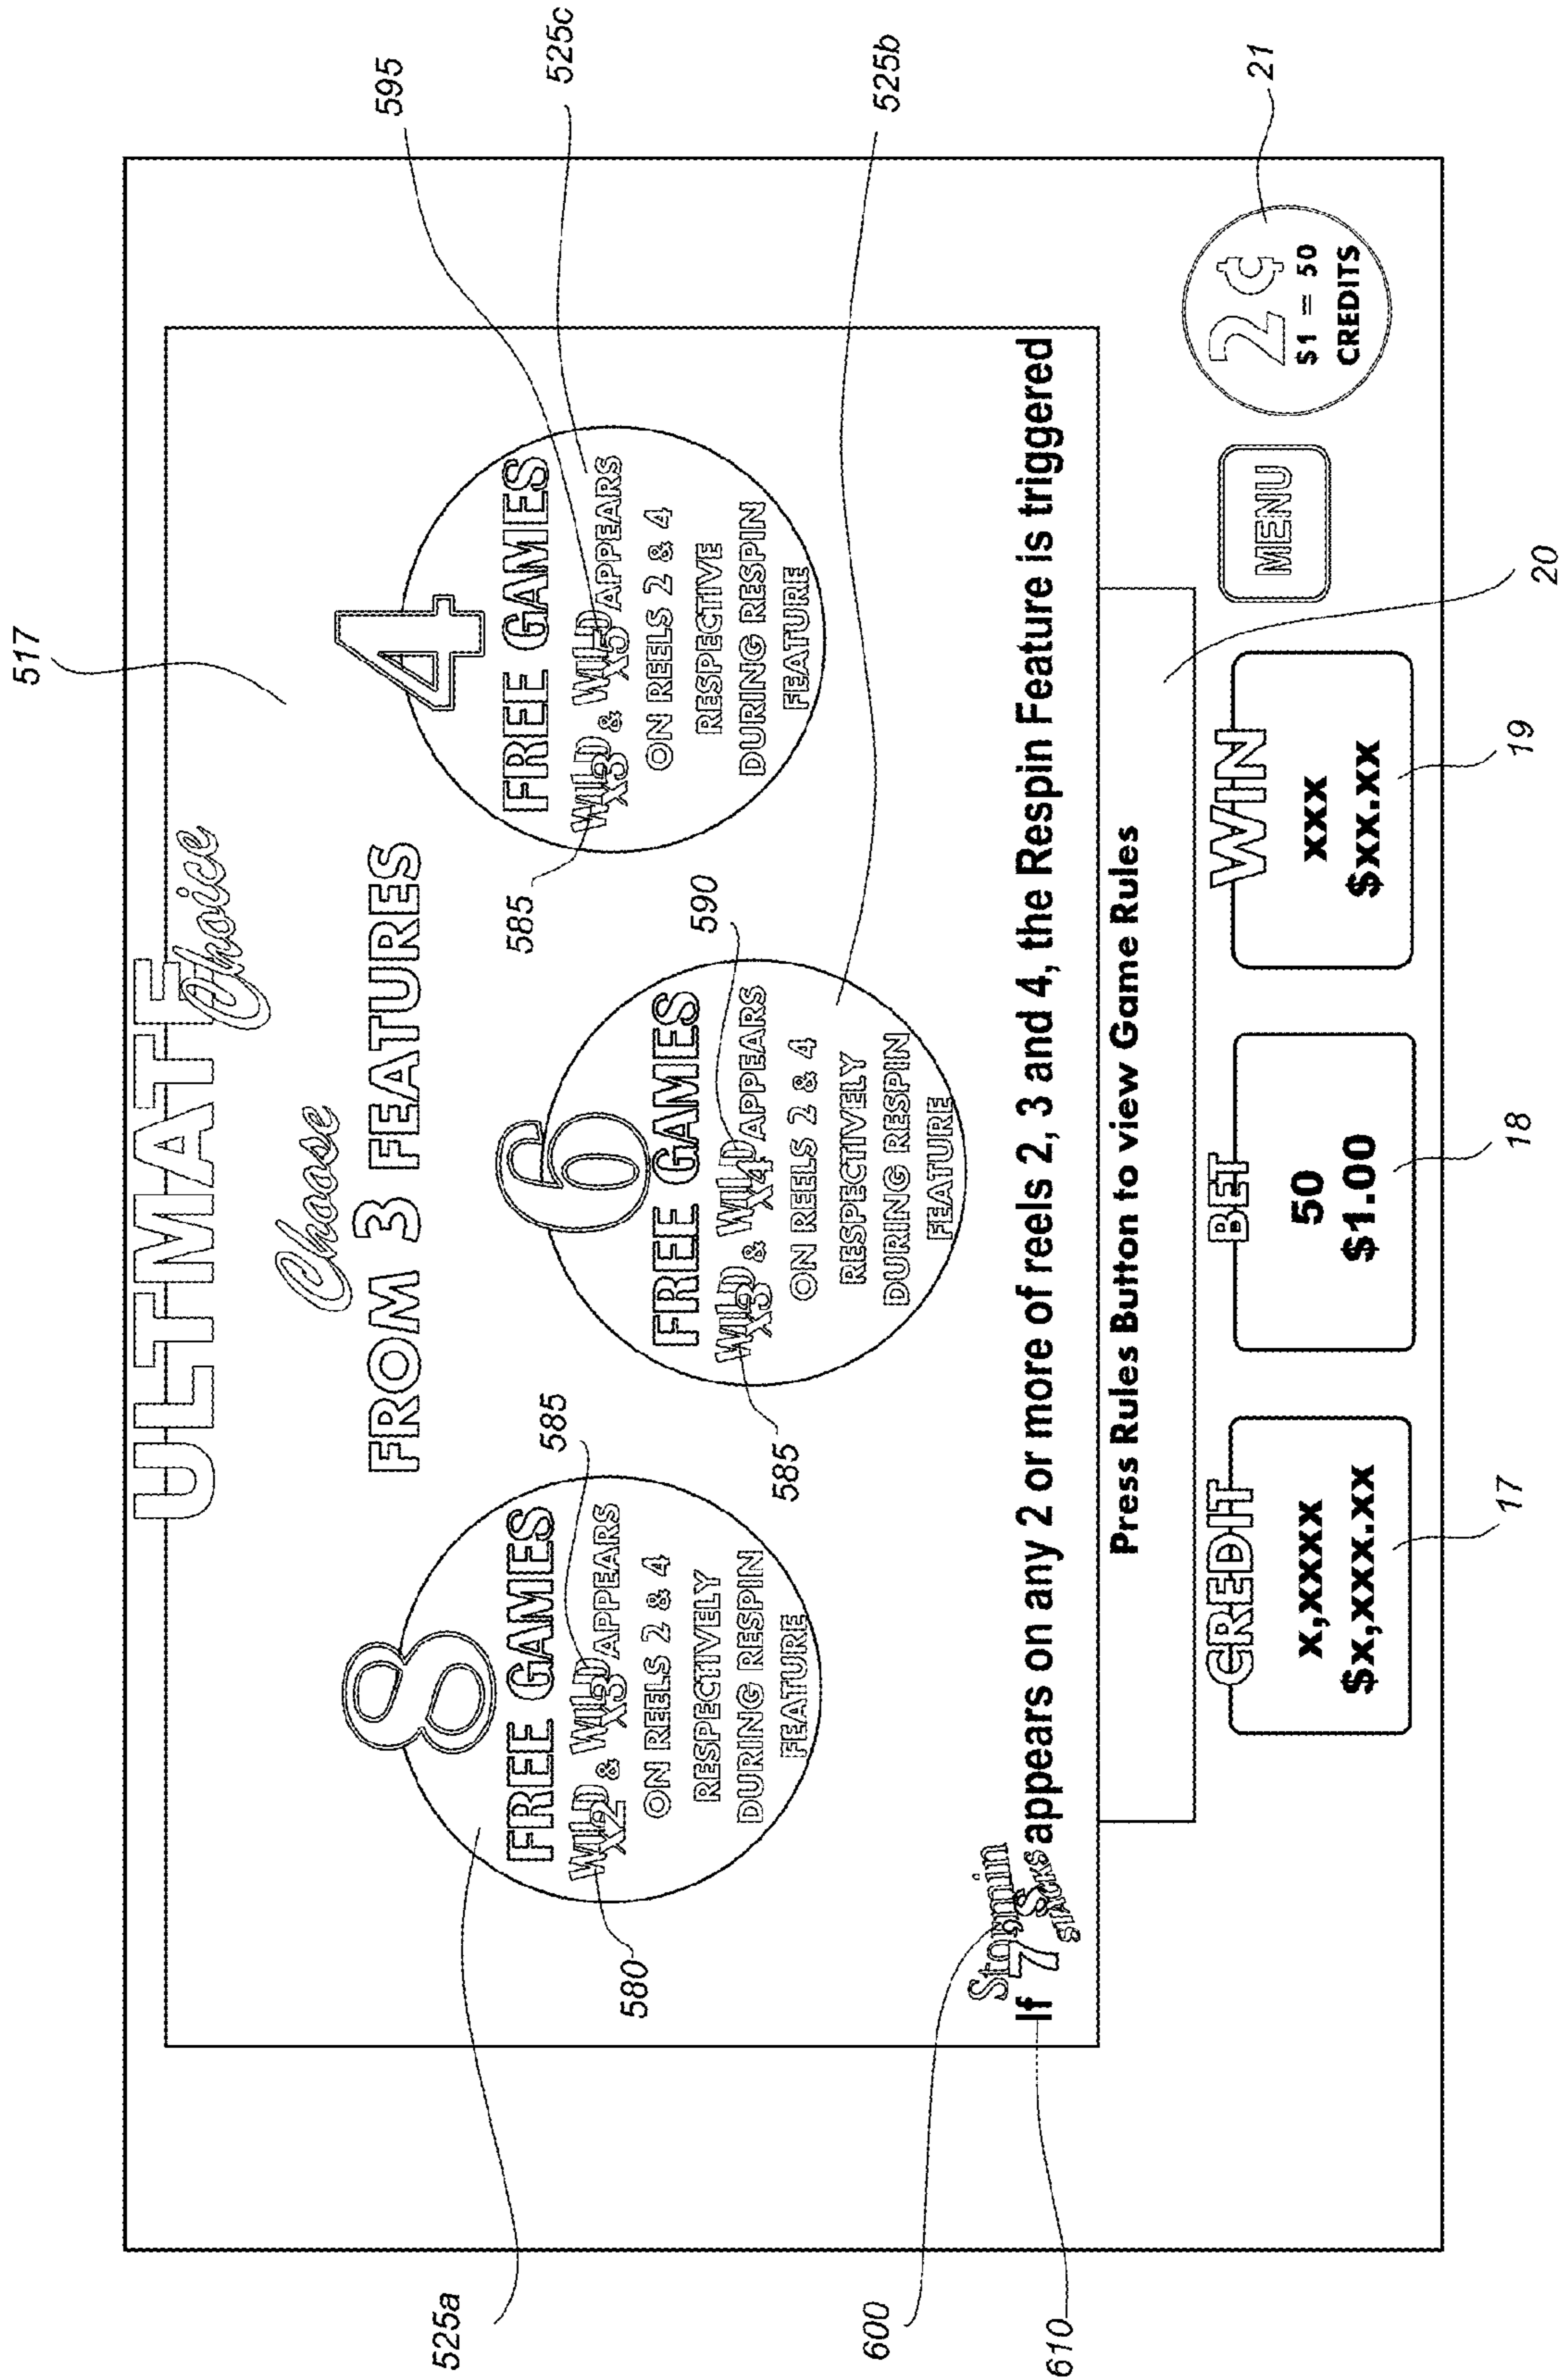 517
595
525c
525b
21
ULTMATE
Choice
Choose
FROM 3 FEATURES
8
FREE GAMES
WILD X2 & WILD X3 APPEARS
ON REELS 2 & 4
RESPECTIVELY
DURING RESPIN
FEATURE
580
585
525a
6
FREE GAMES
WILD X3 & WILD X4 APPEARS
ON REELS 2 & 4
RESPECTIVELY
DURING RESPIN
FEATURE
585
590
4
FREE GAMES
WILD X3 & WILD X5 APPEARS
ON REELS 2 & 4
RESPECTIVE
DURING RESPIN
FEATURE
585
600
610
If Stormin 7's STACKS appears on any 2 or more of reels 2, 3 and 4, the Respin Feature is triggered
Press Rules Button to view Game Rules
20
CREDIT
x,xxxx
$x,xxx.xx
17
BET
50
$1.00
18
WIN
xxx
$xx.xx
19
MENU
2¢
$1 = 50
CREDITS